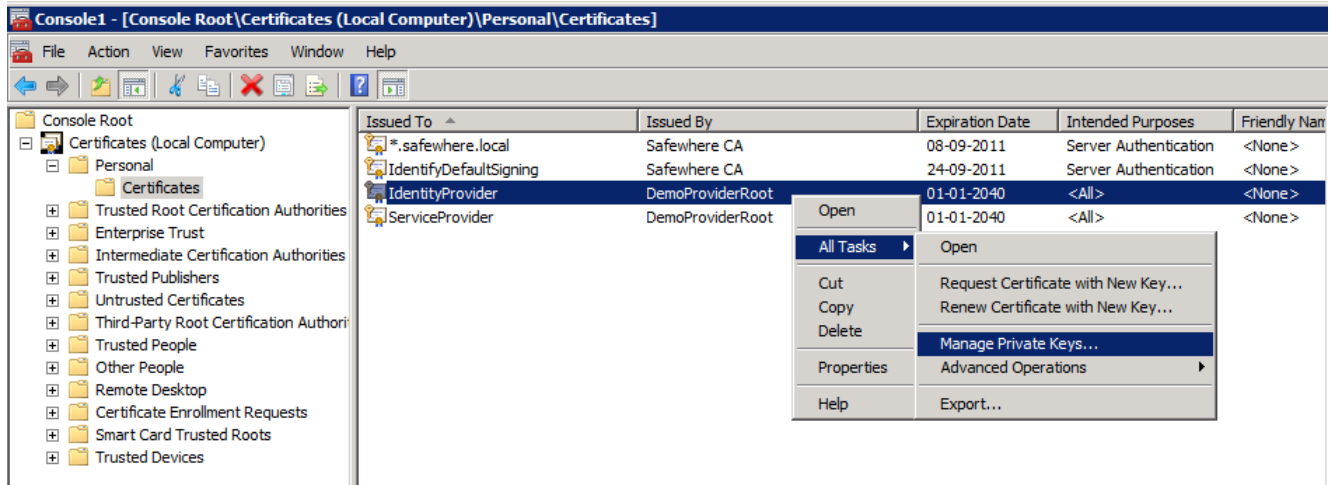 Console1 - [Console Root\Certificates (Local Computer)\Personal\Certificates]
File Action View Favorites Window Help
Console Root
Certificates (Local Computer)
Personal
Certificates
Trusted Root Certification Authorities
Enterprise Trust
Intermediate Certification Authorities
Trusted Publishers
Untrusted Certificates
Third-Party Root Certification Authori
Trusted People
Other People
Remote Desktop
Certificate Enrollment Requests
Smart Card Trusted Roots
Trusted Devices
Issued To Issued By Expiration Date Intended Purposes Friendly Nam
*.safewhere.local Safewhere CA 08-09-2011 Server Authentication <None>
IdentifyDefaultSigning Safewhere CA 24-09-2011 Server Authentication <None>
IdentityProvider DemoProviderRoot 01-01-2040 <All> <None>
ServiceProvider DemoProviderRoot 01-01-2040 <All> <None>
Open
All Tasks
Cut
Copy
Delete
Properties
Help
Open
Request Certificate with New Key...
Renew Certificate with New Key...
Manage Private Keys...
Advanced Operations
Export...